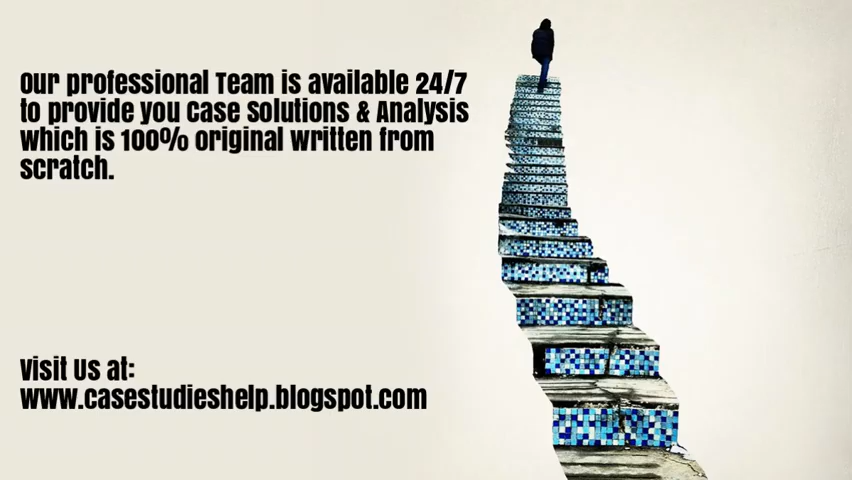 Our professional Team is available 24/7
to provide you Case Solutions & Analysis
which is 100% original written from
scratch.
Visit Us at:
www.casestudieshelp.blogspot.com